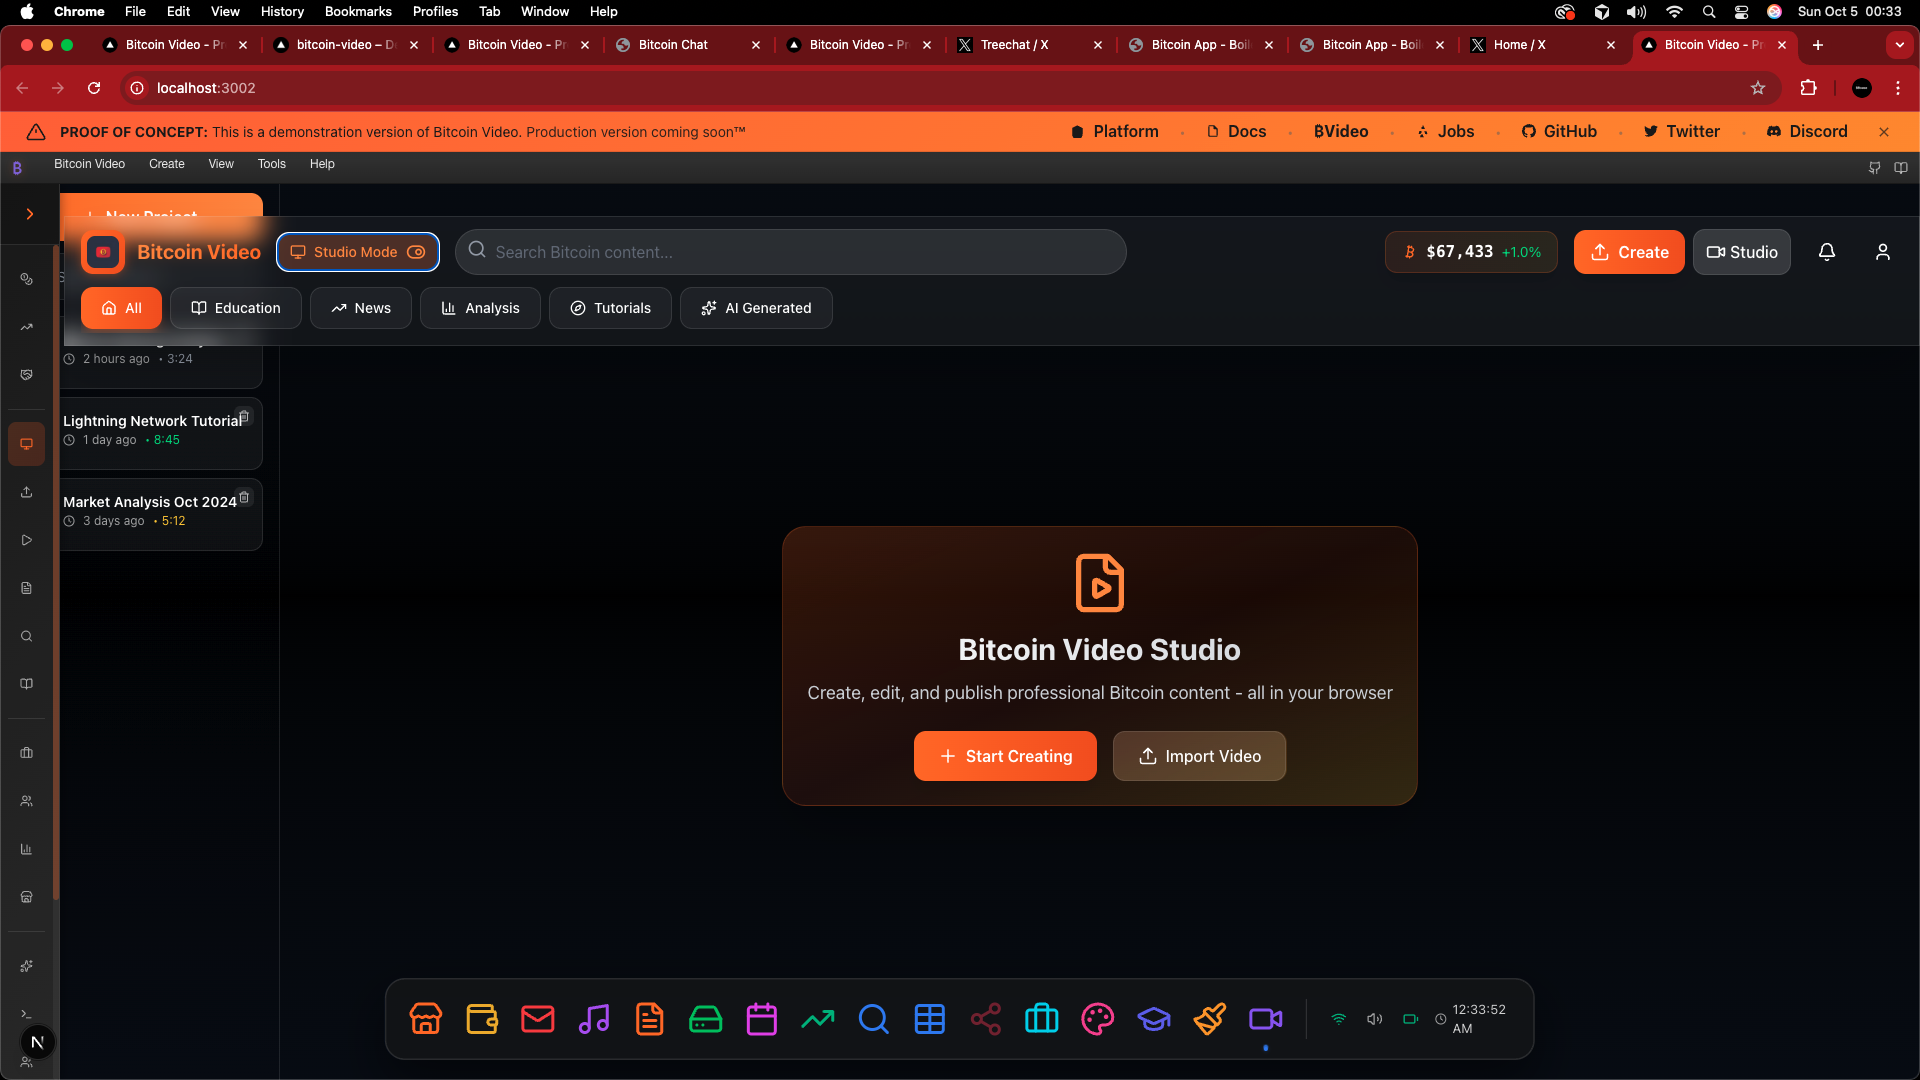 Chrome File Edit View History Bookmarks Profiles Tab Window Help Sun Oct 5 00:33
Bitcoin Video - Pr bitcoin-video – De Bitcoin Video - Pr Bitcoin Chat Bitcoin Video - Pr Treechat / X Bitcoin App - Boil Bitcoin App - Boil Home / X Bitcoin Video - Pr
localhost:3002
PROOF OF CONCEPT: This is a demonstration version of Bitcoin Video. Production version coming soon™ Platform • Docs • ₿Video • Jobs • GitHub • Twitter • Discord
Bitcoin Video Create View Tools Help
New Project
Bitcoin Video Studio Mode Search Bitcoin content... $67,433 +1.0% Create Studio
All Education News Analysis Tutorials AI Generated
2 hours ago • 3:24
Lightning Network Tutorial
1 day ago • 8:45
Market Analysis Oct 2024
3 days ago • 5:12
Bitcoin Video Studio
Create, edit, and publish professional Bitcoin content - all in your browser
Start Creating Import Video
12:33:52
AM
N